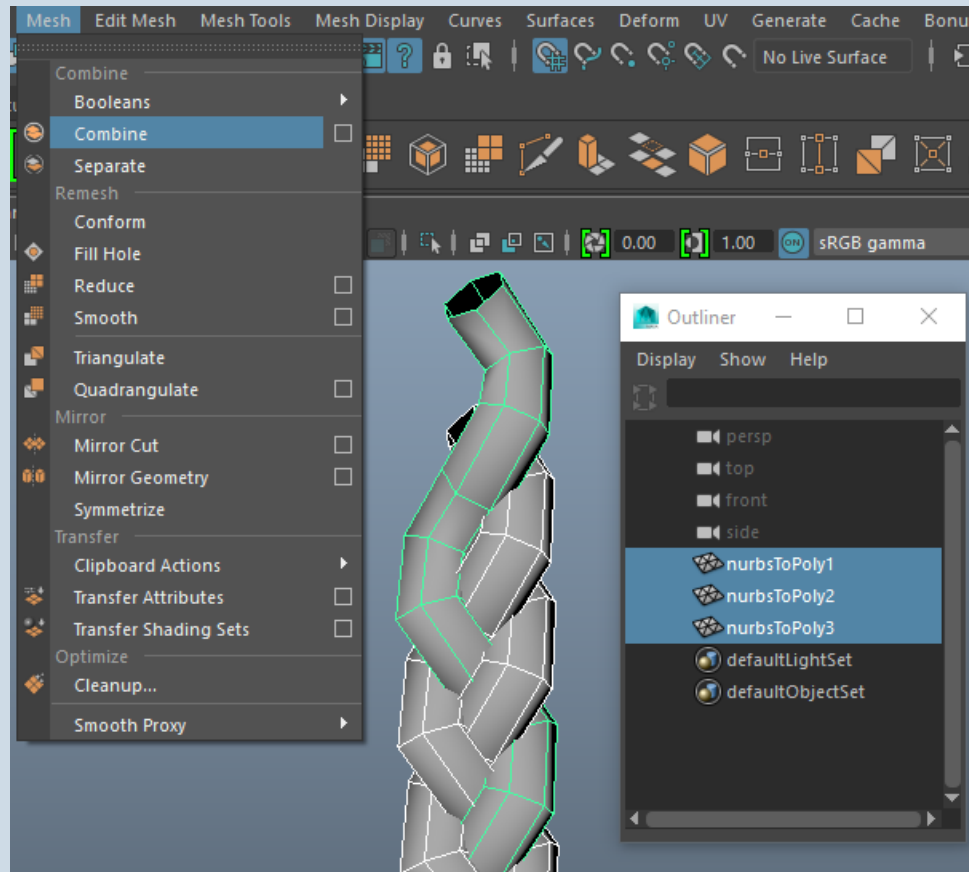 Mesh Edit Mesh Mesh Tools Mesh Display Curves Surfaces Deform UV Generate Cache Bonu
No Live Surface
Combine
Booleans
Combine
Separate
Remesh
Conform
Fill Hole
Reduce
Smooth
Triangulate
Quadrangulate
Mirror
Mirror Cut
Mirror Geometry
Symmetrize
Transfer
Clipboard Actions
Transfer Attributes
Transfer Shading Sets
Optimize
Cleanup...
Smooth Proxy
0.00 1.00 ON sRGB gamma
Outliner
Display Show Help
persp
top
front
side
nurbsToPoly1
nurbsToPoly2
nurbsToPoly3
defaultLightSet
defaultObjectSet